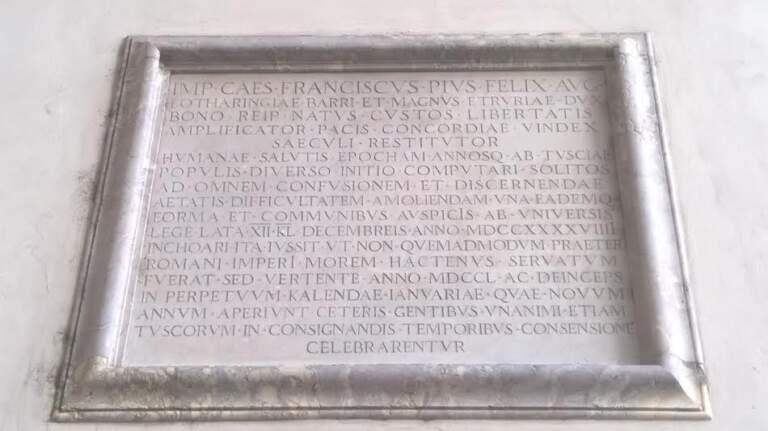 IMP · CAES · FRANCISCVS · PIVS · FELIX · AVG
LOTHARINGIAE · BARRI · ET · MAGNVS · ETRVRIAE · DVX
BONO · REIP · NATVS · CVSTOS · LIBERTATIS
AMPLIFICATOR · PACIS · CONCORDIAE · VINDEX
SAECVLI · RESTITVTOR
HVMANAE · SALVTIS · EPOCHAM · ANNOSQ · AB · TVSCIAE
POPVLIS · DIVERSO · INITIO · COMPVTARI · SOLITOS
AD · OMNEM · CONFVSIONEM · ET · DISCERNENDAE
AETATIS · DIFFICVLTATEM · AMOLIENDAM · VNA · EADEMQ
FORMA · ET · COMMVNIBVS · AVSPICIS · AB · VNIVERSIS
LEGE · LATA · XII · KL · DECEMBREIS · ANNO · MDCCXXXXVIIII
INCHOARI · ITA · IVSSIT · VT · NON · QVEMADMODVM · PRAETER
ROMANI · IMPERI · MOREM · HACTENVS · SERVATVM
FVERAT · SED · VERTENTE · ANNO · MDCCL · AC · DEINCEPS
IN · PERPETVVM · KALENDAE · IANVARIAE · QVAE · NOVVM
ANNVM · APERIVNT · CETERIS · GENTIBVS · VNANIMI · ETIAM
TVSCORVM · IN · CONSIGNANDIS · TEMPORIBVS · CONSENSIONE
CELEBRARENTVR